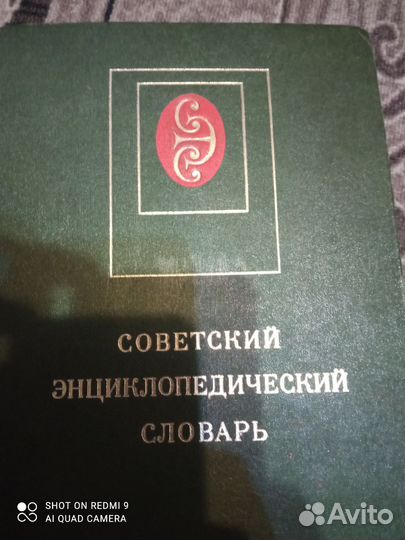 СОВЕТСКИЙ
ЭНЦИКЛОПЕДИЧЕСКИЙ
СЛОВАРЬ
SHOT ON REDMI 9
AI QUAD CAMERA
Avito